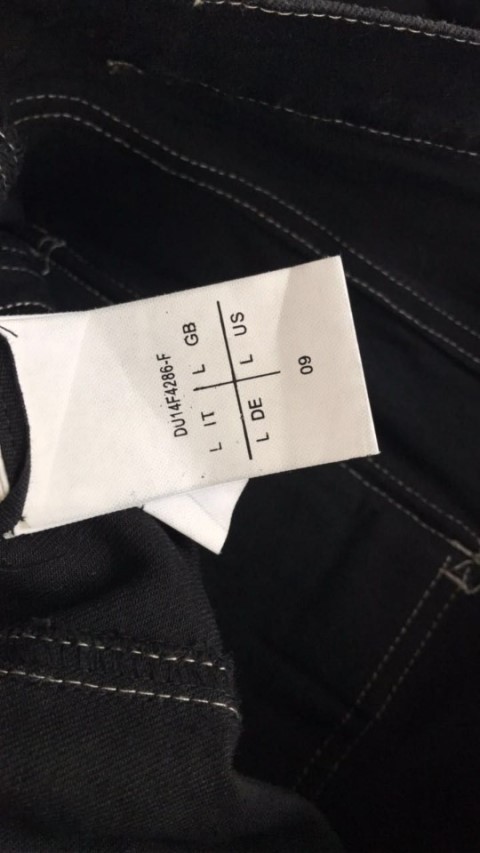 DU14F4286-F
L IT L GB
L DE L US
09